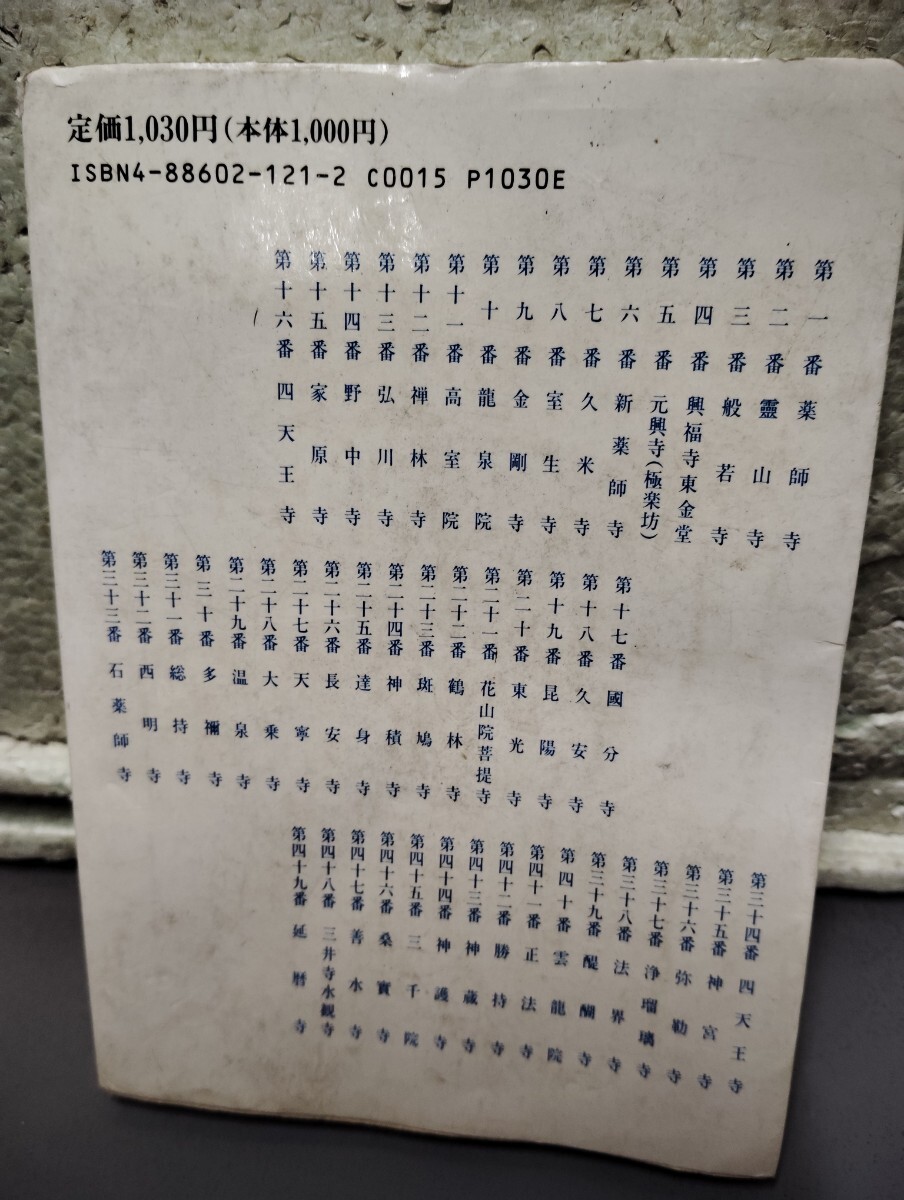 定価1,030円(本体1,000円)
ISBN4-88602-121-2 C0015 P1030E
第一番 薬師寺
第二番 靈山寺
第三番 般若寺
第四番 興福寺東金堂
第五番 元興寺(極楽坊)
第六番 新薬師寺
第七番 久米寺
第八番 室生寺
第九番 金剛寺
第十番 龍泉院
第十一番 高室院
第十二番 禅林寺
第十三番 弘川寺
第十四番 野中寺
第十五番 家原寺
第十六番 四天王寺
第十七番 國分寺
第十八番 久安寺
第十九番 昆陽寺
第二十番 東光寺
第二十一番 花山院菩提寺
第二十二番 鶴林寺
第二十三番 斑鳩寺
第二十四番 神積寺
第二十五番 達身寺
第二十六番 長安寺
第二十七番 天寧寺
第二十八番 大乗寺
第二十九番 温泉寺
第三十番 多禰寺
第三十一番 総持寺
第三十二番 西明寺
第三十三番 石薬師寺
第三十四番 四天王寺
第三十五番 神宮寺
第三十六番 弥勒寺
第三十七番 浄瑠璃寺
第三十八番 法界寺
第三十九番 醍醐寺
第四十番 雲龍院
第四十一番 正法寺
第四十二番 勝持寺
第四十三番 神蔵寺
第四十四番 神護寺
第四十五番 三千院
第四十六番 桑實寺
第四十七番 善水寺
第四十八番 三井寺水観寺
第四十九番 延暦寺